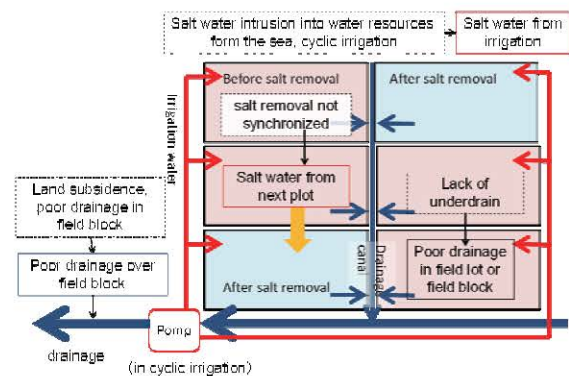 Salt water intrusion into water resources
form the sea, cyclic irrigation
Salt water from
irrigation
Before salt removal
After salt removal
salt removal not
synchronized
Irrigation water
Salt water from
next plot
Lack of
underdrain
Land subsidence,
poor drainage in
field block
Poor drainage over
field block
After salt removal
Drainage
canal
Poor drainage
in field lot or
field block
drainage
Pomp
(in cyclic irrigation)